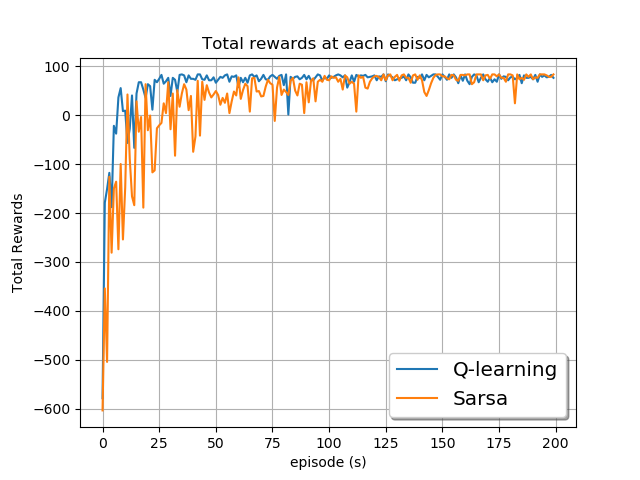 Total rewards at each episode
Total Rewards
100
0
−100
−200
−300
−400
−500
−600
0 25 50 75 100 125 150 175 200
episode (s)
Q-learning
Sarsa